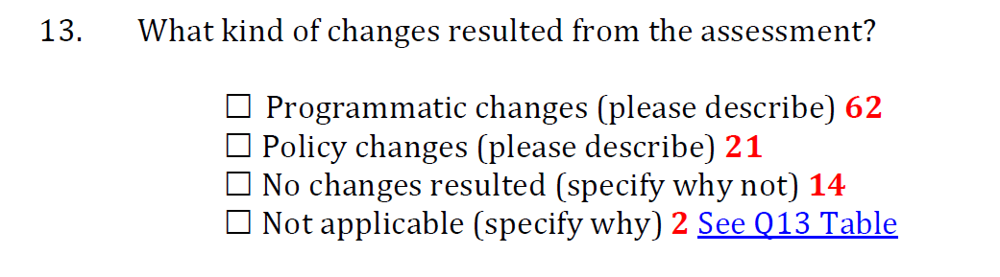 13. What kind of changes resulted from the assessment?
☐ Programmatic changes (please describe) 62
☐ Policy changes (please describe) 21
☐ No changes resulted (specify why not) 14
☐ Not applicable (specify why) 2 See Q13 Table